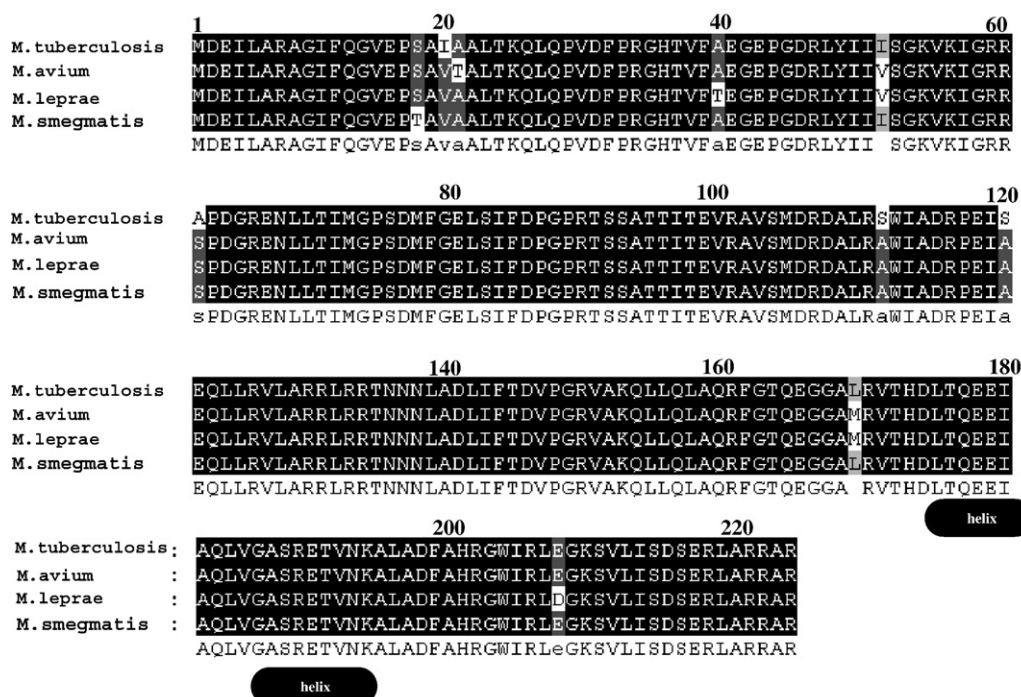 1 20 40 60
M.tuberculosis MDEILARAGIFQGVEPSAIAALTKQLQPVDFPRGHTVFAEGEPGDRLYIIISGKVKIGRR
M.avium MDEILARAGIFQGVEPSAVTALTKQLQPVDFPRGHTVFAEGEPGDRLYIIVSGKVKIGRR
M.leprae MDEILARAGIFQGVEPSAVAALTKQLQPVDFPRGHTVFTEGEPGDRLYIIVSGKVKIGRR
M.smegmatis MDEILARAGIFQGVEPTAVAALTKQLQPVDFPRGHTVFAEGEPGDRLYIIISGKVKIGRR
MDEILARAGIFQGVEPsAvaALTKQLQPVDFPRGHTVFaEGEPGDRLYII SGKVKIGRR
80 100 120
M.tuberculosis APDGRENLLTIMGPSDMFGELSIFDPGPRTSSATTITEVRAVSMDRDALRSWIADRPEIS
M.avium SPDGRENLLTIMGPSDMFGELSIFDPGPRTSSATTITEVRAVSMDRDALRAWIADRPEIA
M.leprae SPDGRENLLTIMGPSDMFGELSIFDPGPRTSSATTITEVRAVSMDRDALRAWIADRPEIA
M.smegmatis SPDGRENLLTIMGPSDMFGELSIFDPGPRTSSATTITEVRAVSMDRDALRAWIADRPEIA
sPDGRENLLTIMGPSDMFGELSIFDPGPRTSSATTITEVRAVSMDRDALRaWIADRPEIa
140 160 180
M.tuberculosis EQLLRVLARRLRRTNNNLADLIFTDVPGRVAKQLLQLAQRFGTQEGGALRVTHDLTQEEI
M.avium EQLLRVLARRLRRTNNNLADLIFTDVPGRVAKQLLQLAQRFGTQEGGAMRVTHDLTQEEI
M.leprae EQLLRVLARRLRRTNNNLADLIFTDVPGRVAKQLLQLAQRFGTQEGGAMRVTHDLTQEEI
M.smegmatis EQLLRVLARRLRRTNNNLADLIFTDVPGRVAKQLLQLAQRFGTQEGGALRVTHDLTQEEI
EQLLRVLARRLRRTNNNLADLIFTDVPGRVAKQLLQLAQRFGTQEGGA RVTHDLTQEEI
helix
200 220
M.tuberculosis : AQLVGASRETVNKALADFAHRGWIRLEGKSVLISDSERLARRAR
M.avium : AQLVGASRETVNKALADFAHRGWIRLEGKSVLISDSERLARRAR
M.leprae : AQLVGASRETVNKALADFAHRGWIRLDGKSVLISDSERLARRAR
M.smegmatis : AQLVGASRETVNKALADFAHRGWIRLEGKSVLISDSERLARRAR
AQLVGASRETVNKALADFAHRGWIRLeGKSVLISDSERLARRAR
helix